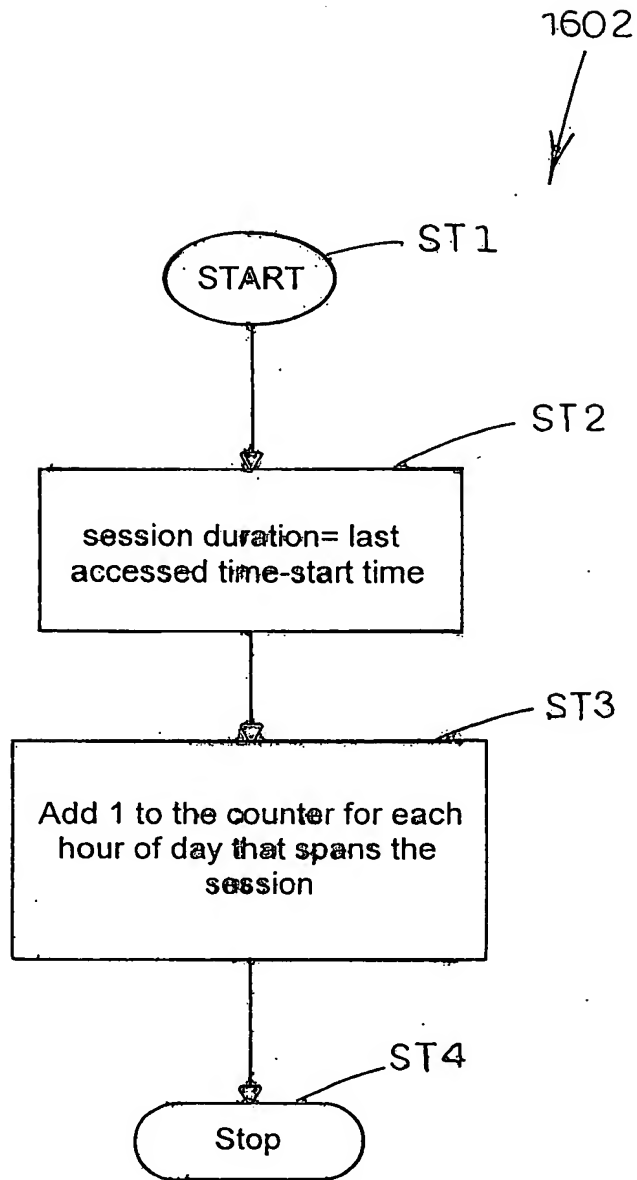 1602
ST1
START
ST2
session duration= last
accessed time-start time
ST3
Add 1 to the counter for each
hour of day that spans the
session
ST4
Stop